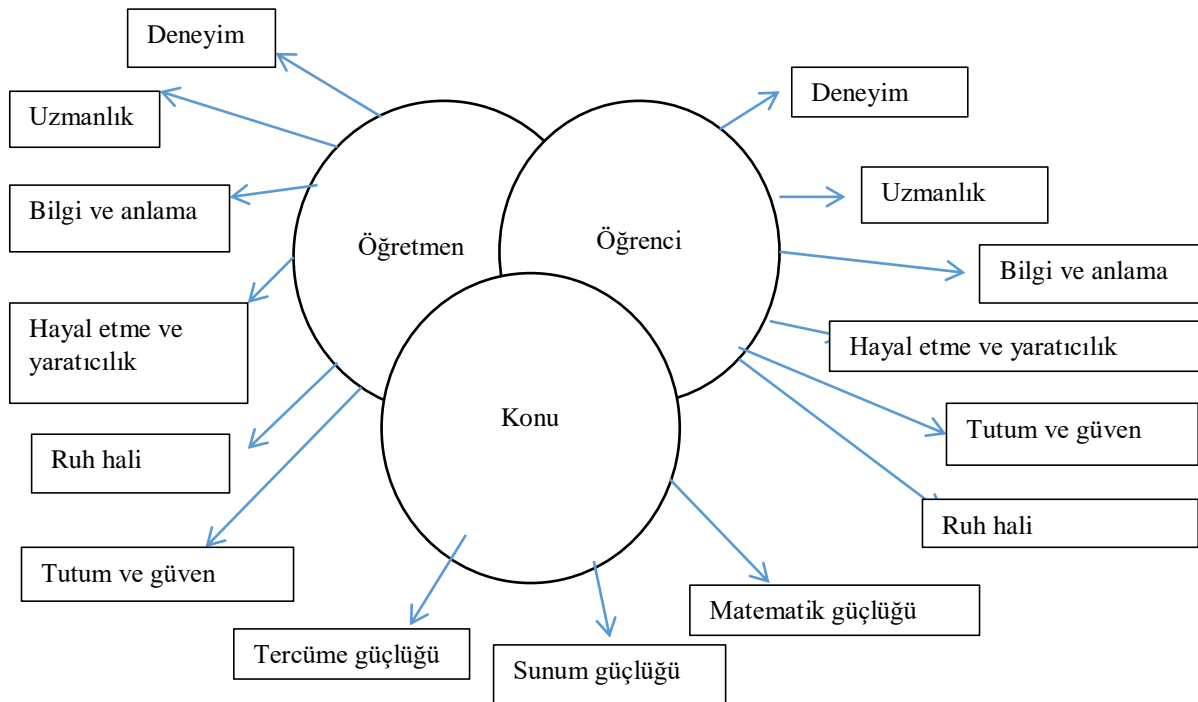 Deneyim
Deneyim
Uzmanlık
Uzmanlık
Bilgi ve anlama
Öğretmen
Öğrenci
Bilgi ve anlama
Hayal etme ve
yaratıcılık
Hayal etme ve yaratıcılık
Konu
Tutum ve güven
Ruh hali
Ruh hali
Tutum ve güven
Matematik güçlüğü
Tercüme güçlüğü
Sunum güçlüğü